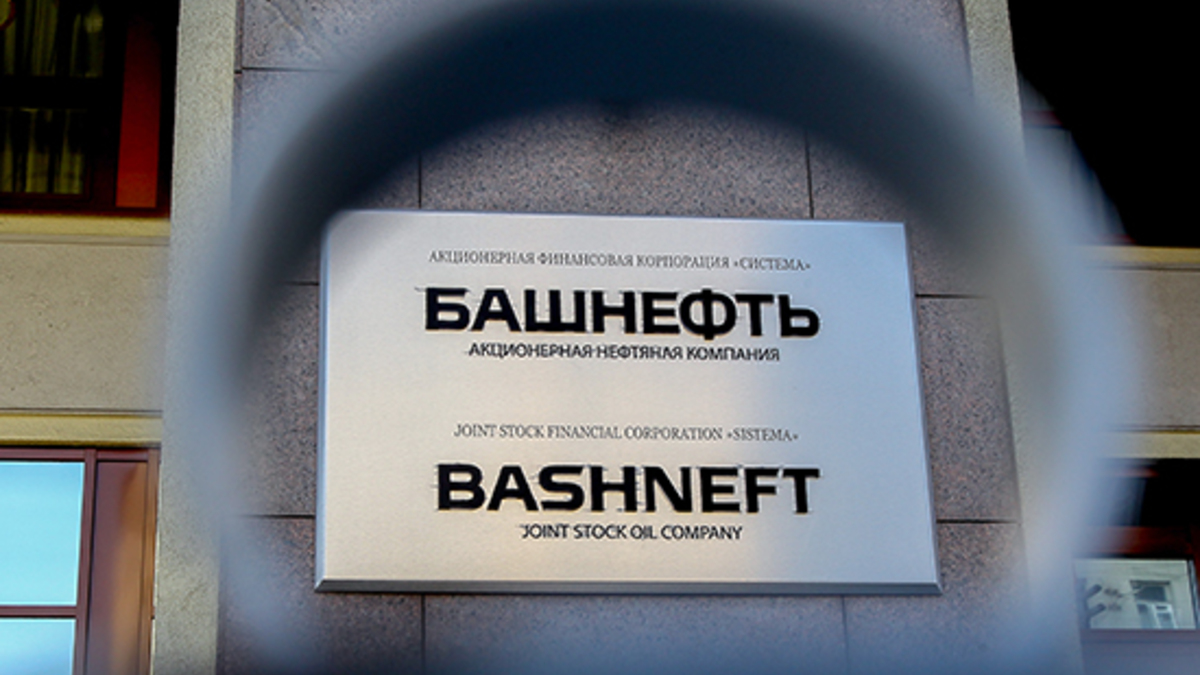 АКЦИОНЕРНАЯ ФИНАНСОВАЯ КОРПОРАЦИЯ «СИСТЕМА»
БАШНЕФТЬ
АКЦИОНЕРНАЯ НЕФТЯНАЯ КОМПАНИЯ
JOINT STOCK FINANCIAL CORPORATION «SISTEMA»
BASHNEFT
JOINT STOCK OIL COMPANY